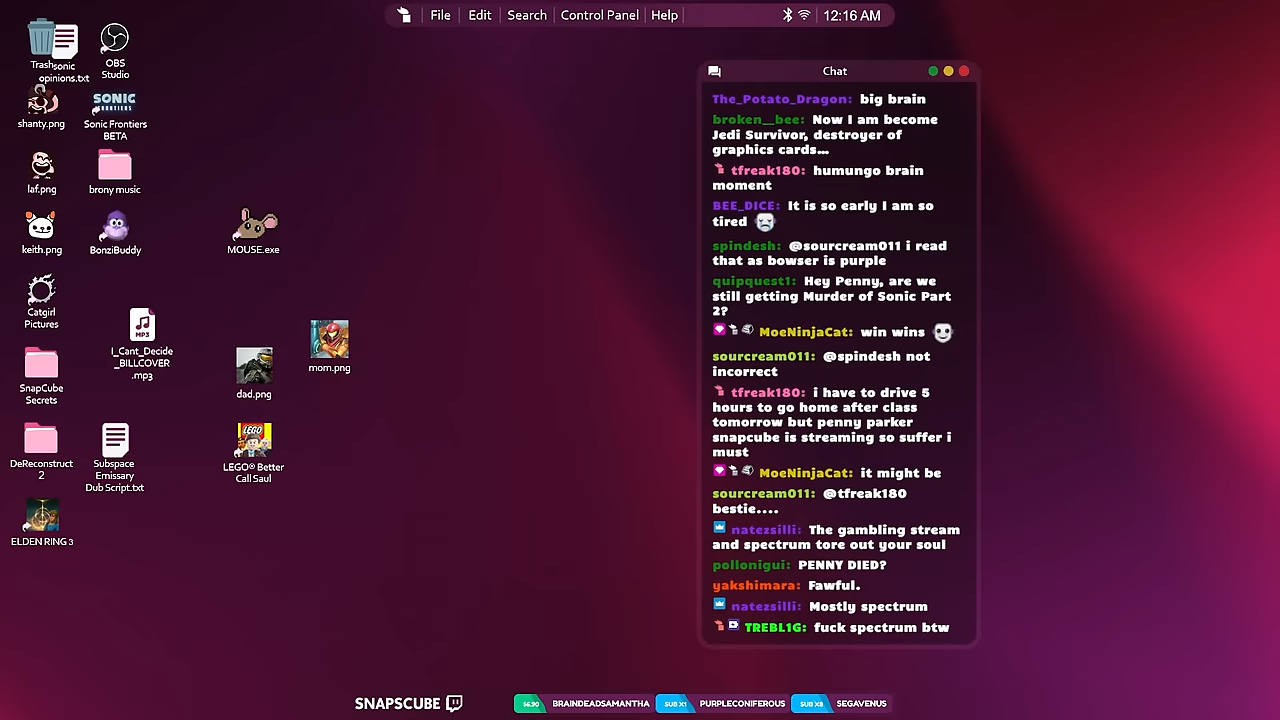 File Edit Search Control Panel Help 12:16 AM
Trash
sonic opinions.txt
OBS Studio
shanty.png
SONIC FRONTIERS
Sonic Frontiers BETA
laf.png
brony music
keith.png
BonziBuddy
MOUSE.exe
Catgirl Pictures
MP3
I_Cant_Decide
_BILLCOVER
.mp3
mom.png
dad.png
SnapCube
Secrets
DeReconstruct
2
Subspace
Emissary
Dub Script.txt
LEGO
LEGO® Better
Call Saul
ELDEN RING 3
Chat
The_Potato_Dragon: big brain
broken__bee: Now I am become
Jedi Survivor, destroyer of
graphics cards...
tfreak180: humungo brain
moment
BEE_DICE: It is so early I am so
tired
spindesh: @sourcream011 i read
that as bowser is purple
quipquest1: Hey Penny, are we
still getting Murder of Sonic Part
2?
MoeNinjaCat: win wins
sourcream011: @spindesh not
incorrect
tfreak180: i have to drive 5
hours to go home after class
tomorrow but penny parker
snapcube is streaming so suffer i
must
MoeNinjaCat: it might be
sourcream011: @tfreak180
bestie....
natezsilli: The gambling stream
and spectrum tore out your soul
pollonigui: PENNY DIED?
yakshimara: Fawful.
natezsilli: Mostly spectrum
TREBL1G: fuck spectrum btw
SNAPSCUBE
$6.90 BRAINDEADSAMANTHA SUB X1 PURPLECONIFEROUS SUB X8 SEGAVENUS